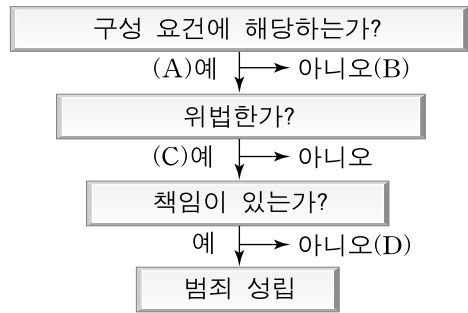 구성 요건에 해당하는가?
(A)예 아니오(B)
위법한가?
(C)예 아니오
책임이 있는가?
예 아니오(D)
범죄 성립